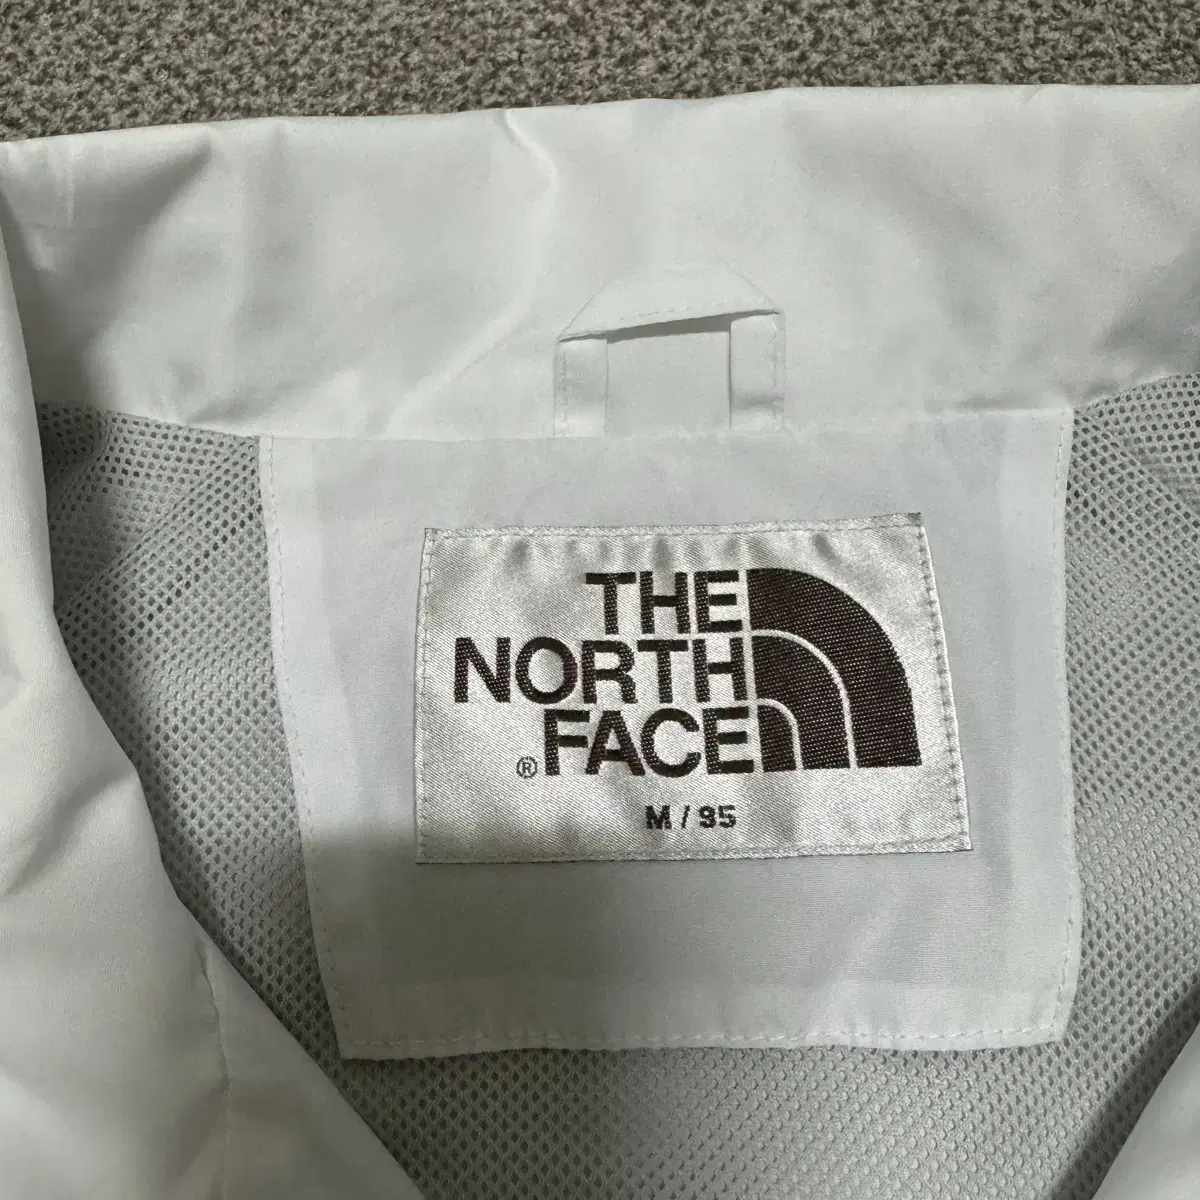 THE
NORTH
® FACE
M / 95